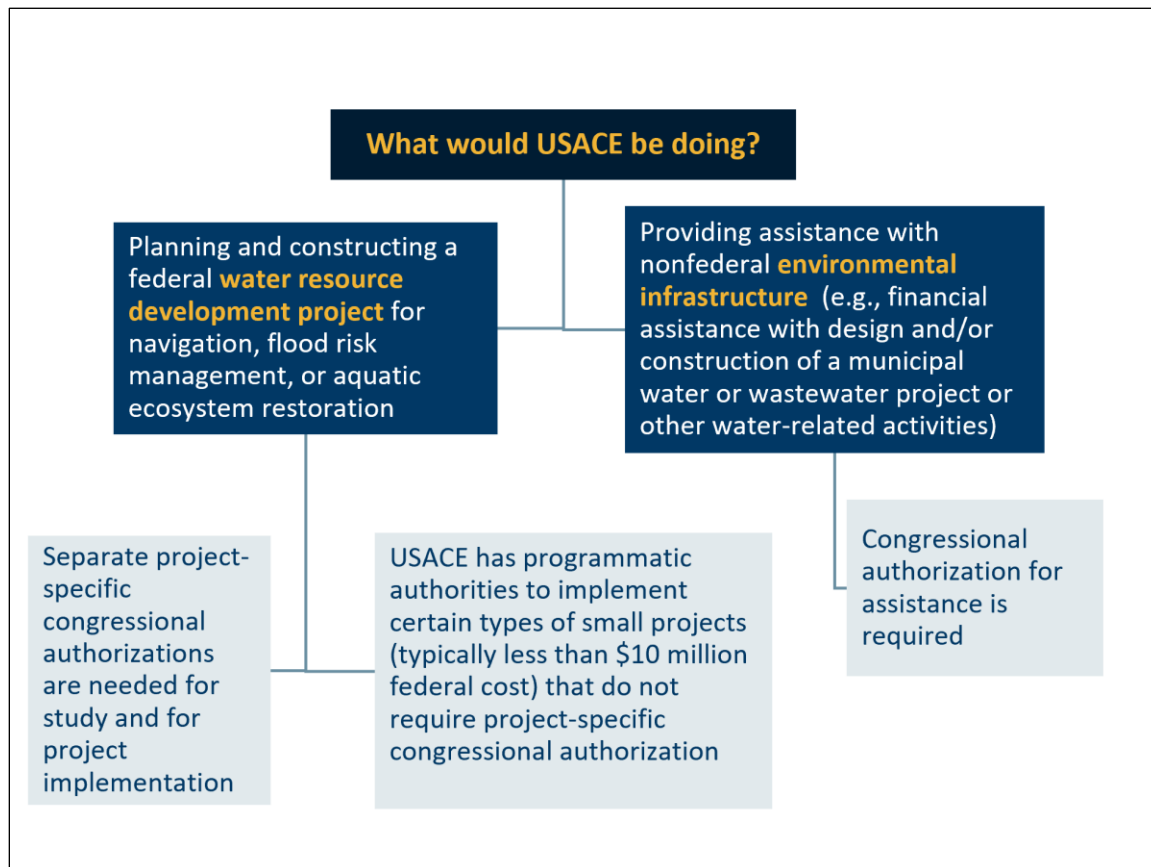 What would USACE be doing?
Planning and constructing a
federal water resource
development project for
navigation, flood risk
management, or aquatic
ecosystem restoration
Providing assistance with
nonfederal environmental
infrastructure (e.g., financial
assistance with design and/or
construction of a municipal
water or wastewater project or
other water-related activities)
Separate project-
specific
congressional
authorizations
are needed for
study and for
project
implementation
USACE has programmatic
authorities to implement
certain types of small projects
(typically less than $10 million
federal cost) that do not
require project-specific
congressional authorization
Congressional
authorization for
assistance is
required